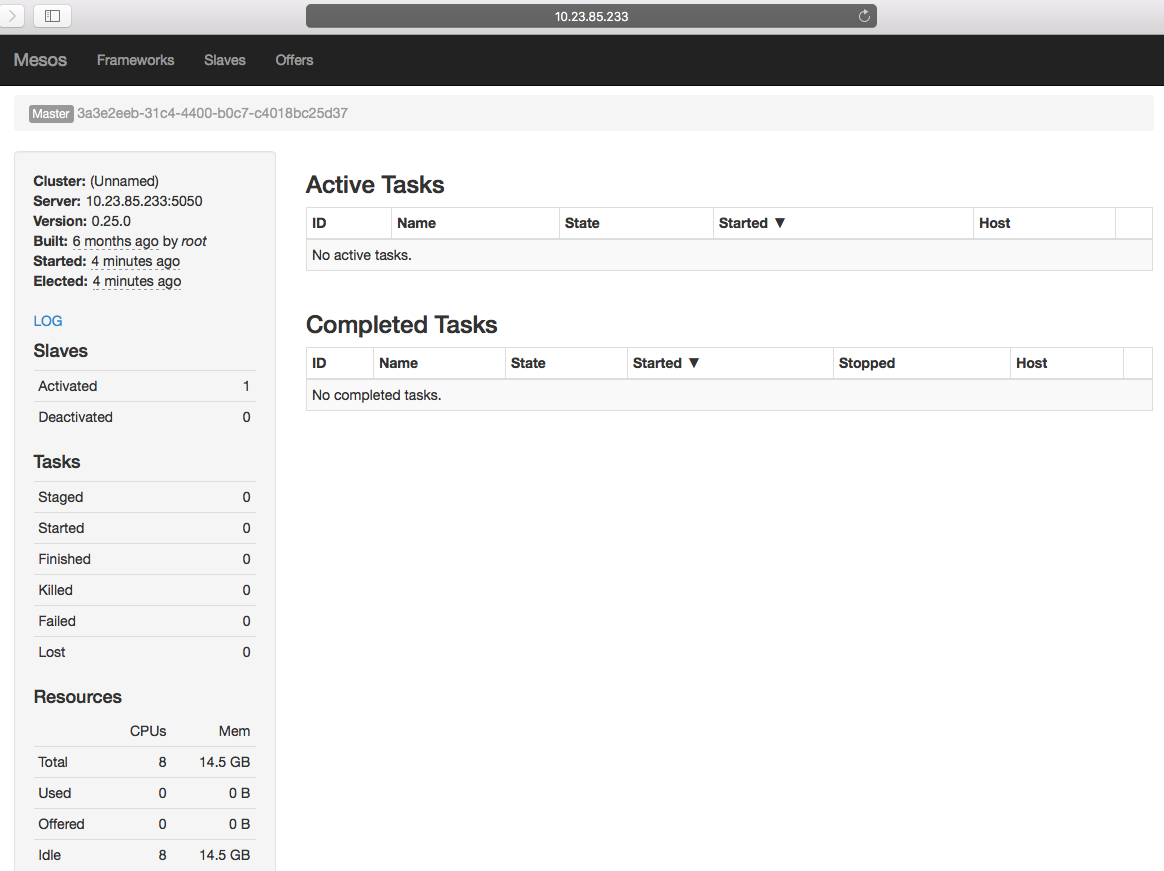 10.23.85.233
Mesos Frameworks Slaves Offers
Master 3a3e2eeb-31c4-4400-b0c7-c4018bc25d37
Cluster: (Unnamed)
Server: 10.23.85.233:5050
Version: 0.25.0
Built: 6 months ago by root
Started: 4 minutes ago
Elected: 4 minutes ago
LOG
Slaves
Activated 1
Deactivated 0
Tasks
Staged 0
Started 0
Finished 0
Killed 0
Failed 0
Lost 0
Resources
CPUs Mem
Total 8 14.5 GB
Used 0 0 B
Offered 0 0 B
Idle 8 14.5 GB
Active Tasks
ID Name State Started ▼ Host
No active tasks.
Completed Tasks
ID Name State Started ▼ Stopped Host
No completed tasks.